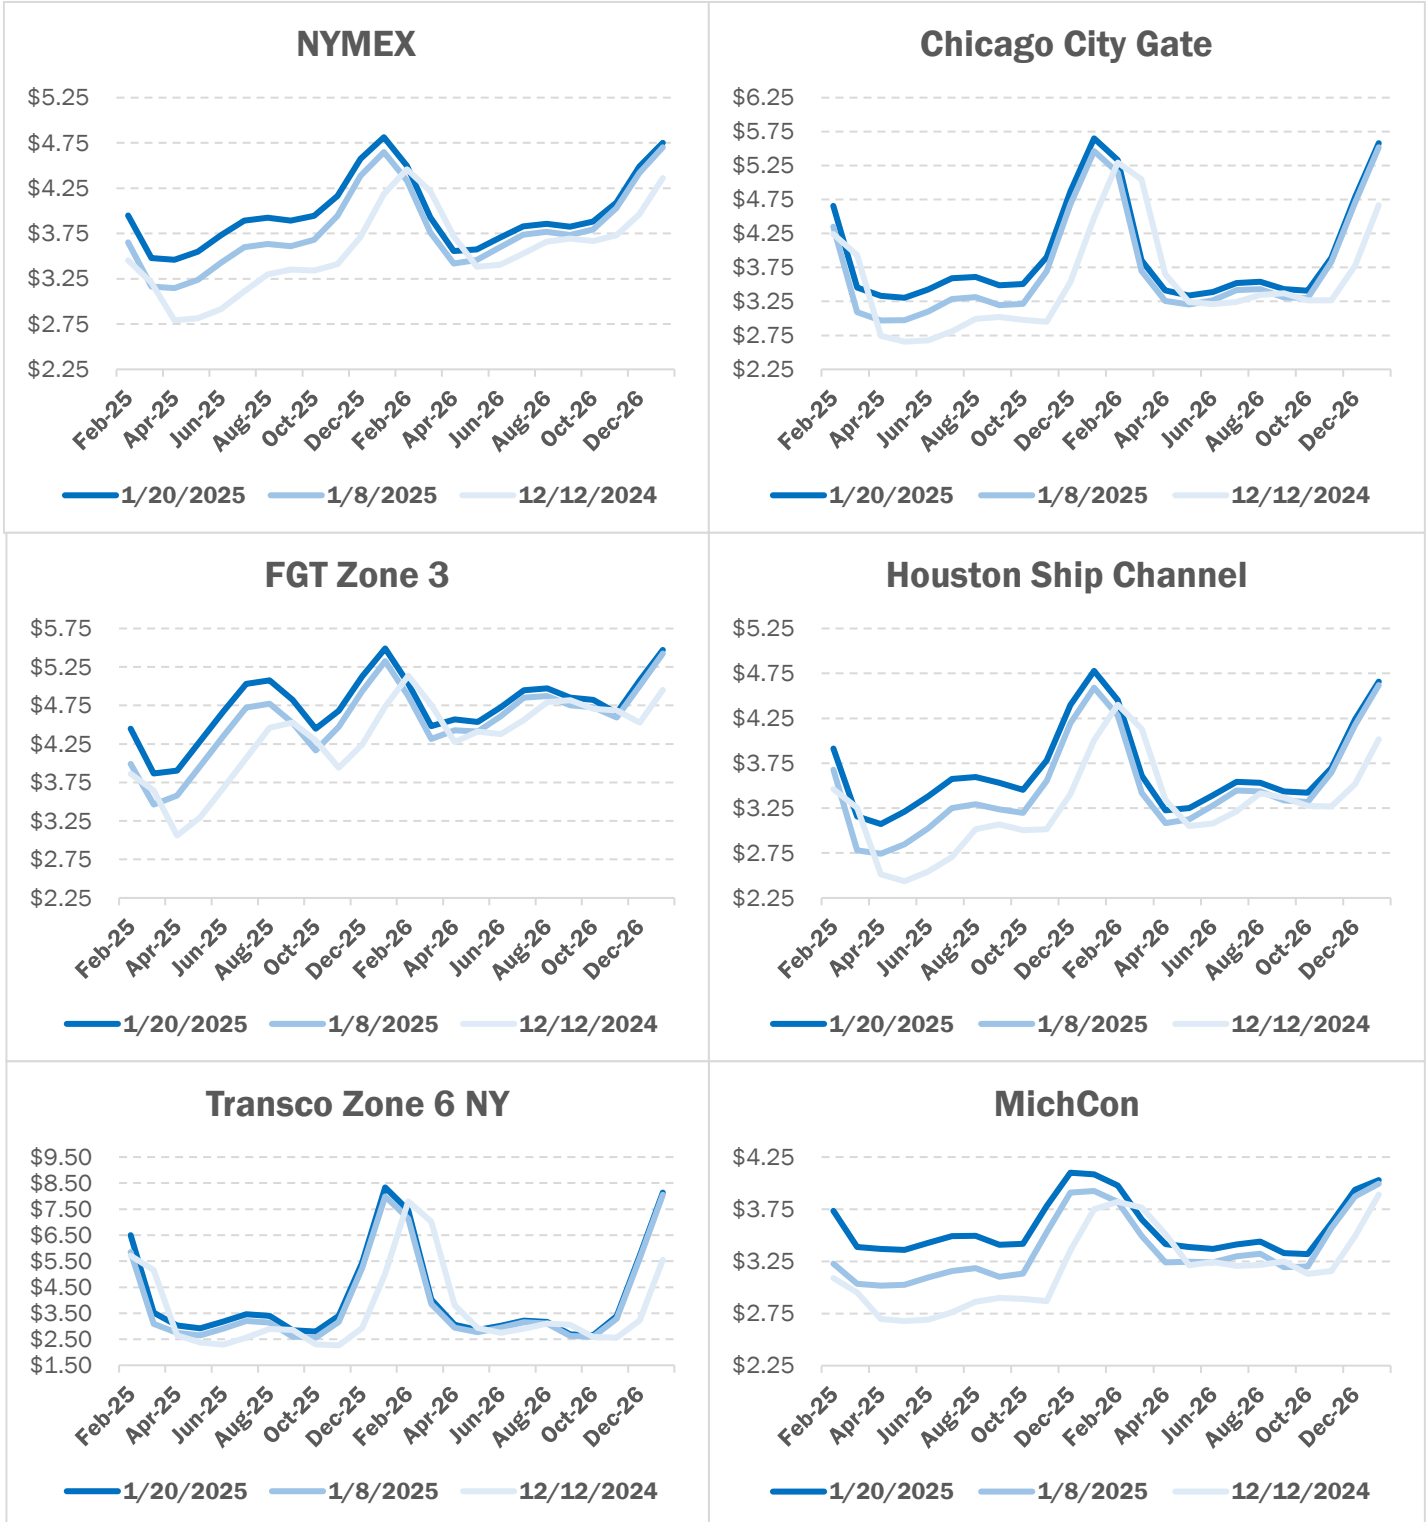 NYMEX
$5.25
$4.75
$4.25
$3.75
$3.25
$2.75
$2.25
Feb-25
Apr-25
Jun-25
Aug-25
Oct-25
Dec-25
Feb-26
Apr-26
Jun-26
Aug-26
Oct-26
Dec-26
1/20/2025 1/8/2025 12/12/2024
Chicago City Gate
$6.25
$5.75
$5.25
$4.75
$4.25
$3.75
$3.25
$2.75
$2.25
Feb-25
Apr-25
Jun-25
Aug-25
Oct-25
Dec-25
Feb-26
Apr-26
Jun-26
Aug-26
Oct-26
Dec-26
1/20/2025 1/8/2025 12/12/2024
FGT Zone 3
$5.75
$5.25
$4.75
$4.25
$3.75
$3.25
$2.75
$2.25
Feb-25
Apr-25
Jun-25
Aug-25
Oct-25
Dec-25
Feb-26
Apr-26
Jun-26
Aug-26
Oct-26
Dec-26
1/20/2025 1/8/2025 12/12/2024
Houston Ship Channel
$5.25
$4.75
$4.25
$3.75
$3.25
$2.75
$2.25
Feb-25
Apr-25
Jun-25
Aug-25
Oct-25
Dec-25
Feb-26
Apr-26
Jun-26
Aug-26
Oct-26
Dec-26
1/20/2025 1/8/2025 12/12/2024
Transco Zone 6 NY
$9.50
$8.50
$7.50
$6.50
$5.50
$4.50
$3.50
$2.50
$1.50
Feb-25
Apr-25
Jun-25
Aug-25
Oct-25
Dec-25
Feb-26
Apr-26
Jun-26
Aug-26
Oct-26
Dec-26
1/20/2025 1/8/2025 12/12/2024
MichCon
$4.25
$3.75
$3.25
$2.75
$2.25
Feb-25
Apr-25
Jun-25
Aug-25
Oct-25
Dec-25
Feb-26
Apr-26
Jun-26
Aug-26
Oct-26
Dec-26
1/20/2025 1/8/2025 12/12/2024